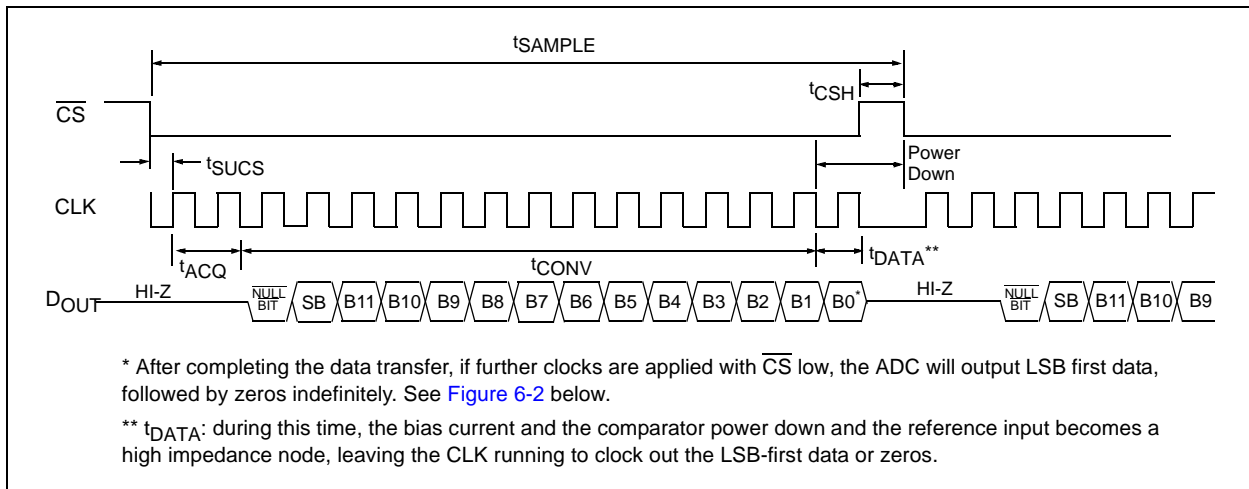 tSAMPLE
tCSH
CS
Power
Down
tSUCS
CLK
tACQ
tCONV
tDATA**
DOUT
HI-Z
NULL
BIT
SB
B11
B10
B9
B8
B7
B6
B5
B4
B3
B2
B1
B0*
HI-Z
NULL
BIT
SB
B11
B10
B9
* After completing the data transfer, if further clocks are applied with CS low, the ADC will output LSB first data,
followed by zeros indefinitely. See Figure 6-2 below.
** tDATA: during this time, the bias current and the comparator power down and the reference input becomes a
high impedance node, leaving the CLK running to clock out the LSB-first data or zeros.